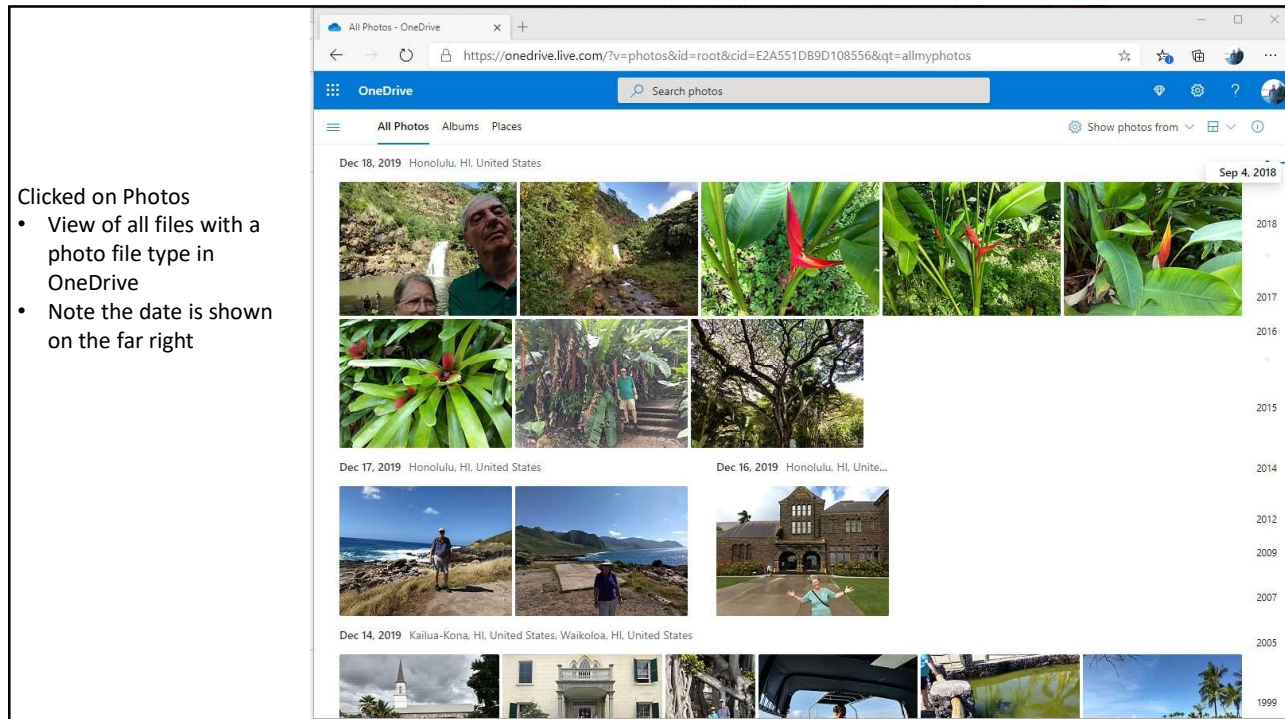 Clicked on Photos
• View of all files with a
photo file type in
OneDrive
• Note the date is shown
on the far right
All Photos - OneDrive
https://onedrive.live.com/?v=photos&id=root&cid=E2A551DB9D108556&qt=allmyphotos
OneDrive
Search photos
All Photos Albums Places
Show photos from
Dec 18, 2019 Honolulu, HI, United States
Sep 4, 2018
2018
2017
2016
2015
Dec 17, 2019 Honolulu, HI, United States
Dec 16, 2019 Honolulu, HI, Unite...
2014
2012
2009
2007
Dec 14, 2019 Kailua-Kona, HI, United States, Waikoloa, HI, United States
2005
1999